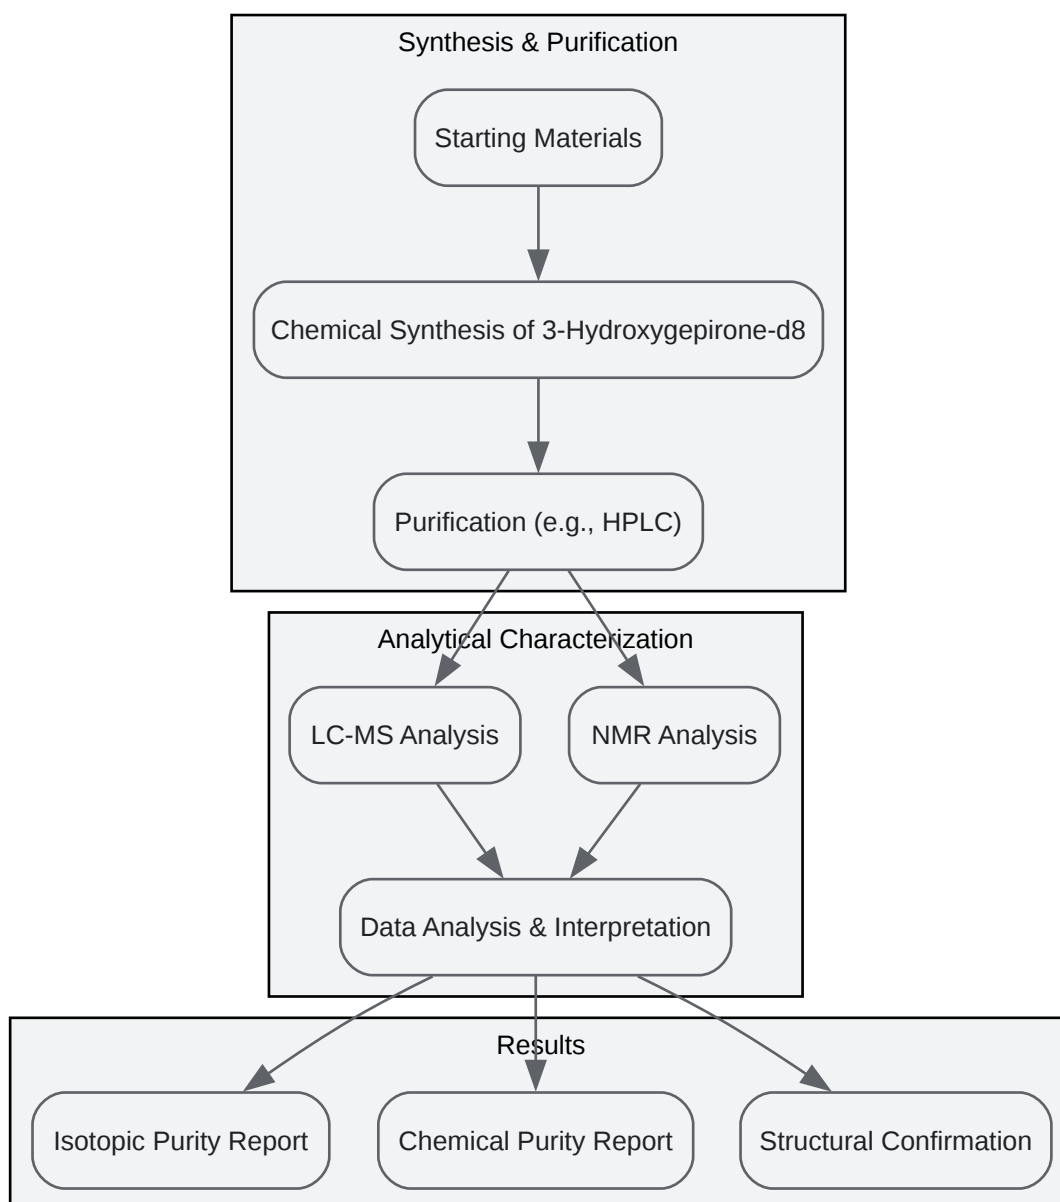 Synthesis & Purification
Starting Materials
Chemical Synthesis of 3-Hydroxygepirone-d8
Purification (e.g., HPLC)
Analytical Characterization
LC-MS Analysis
NMR Analysis
Data Analysis & Interpretation
Results
Isotopic Purity Report
Chemical Purity Report
Structural Confirmation